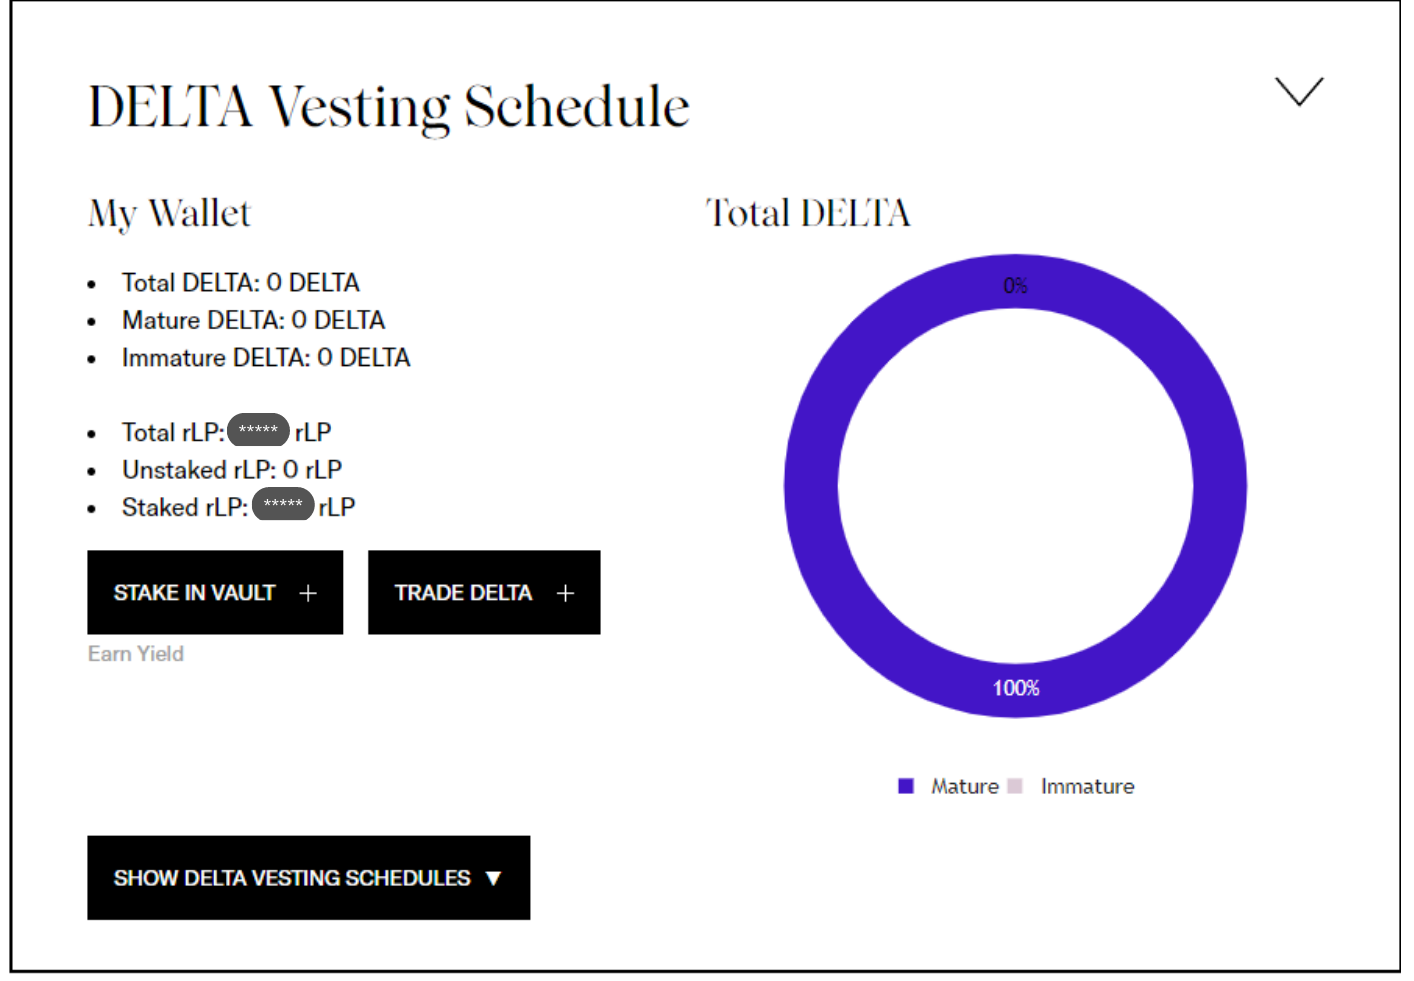 DELTA Vesting Schedule
My Wallet
• Total DELTA: 0 DELTA
• Mature DELTA: 0 DELTA
• Immature DELTA: 0 DELTA
• Total rLP: ***** rLP
• Unstaked rLP: 0 rLP
• Staked rLP: ***** rLP
STAKE IN VAULT +
TRADE DELTA +
Earn Yield
Total DELTA
0%
100%
Mature Immature
SHOW DELTA VESTING SCHEDULES ▼